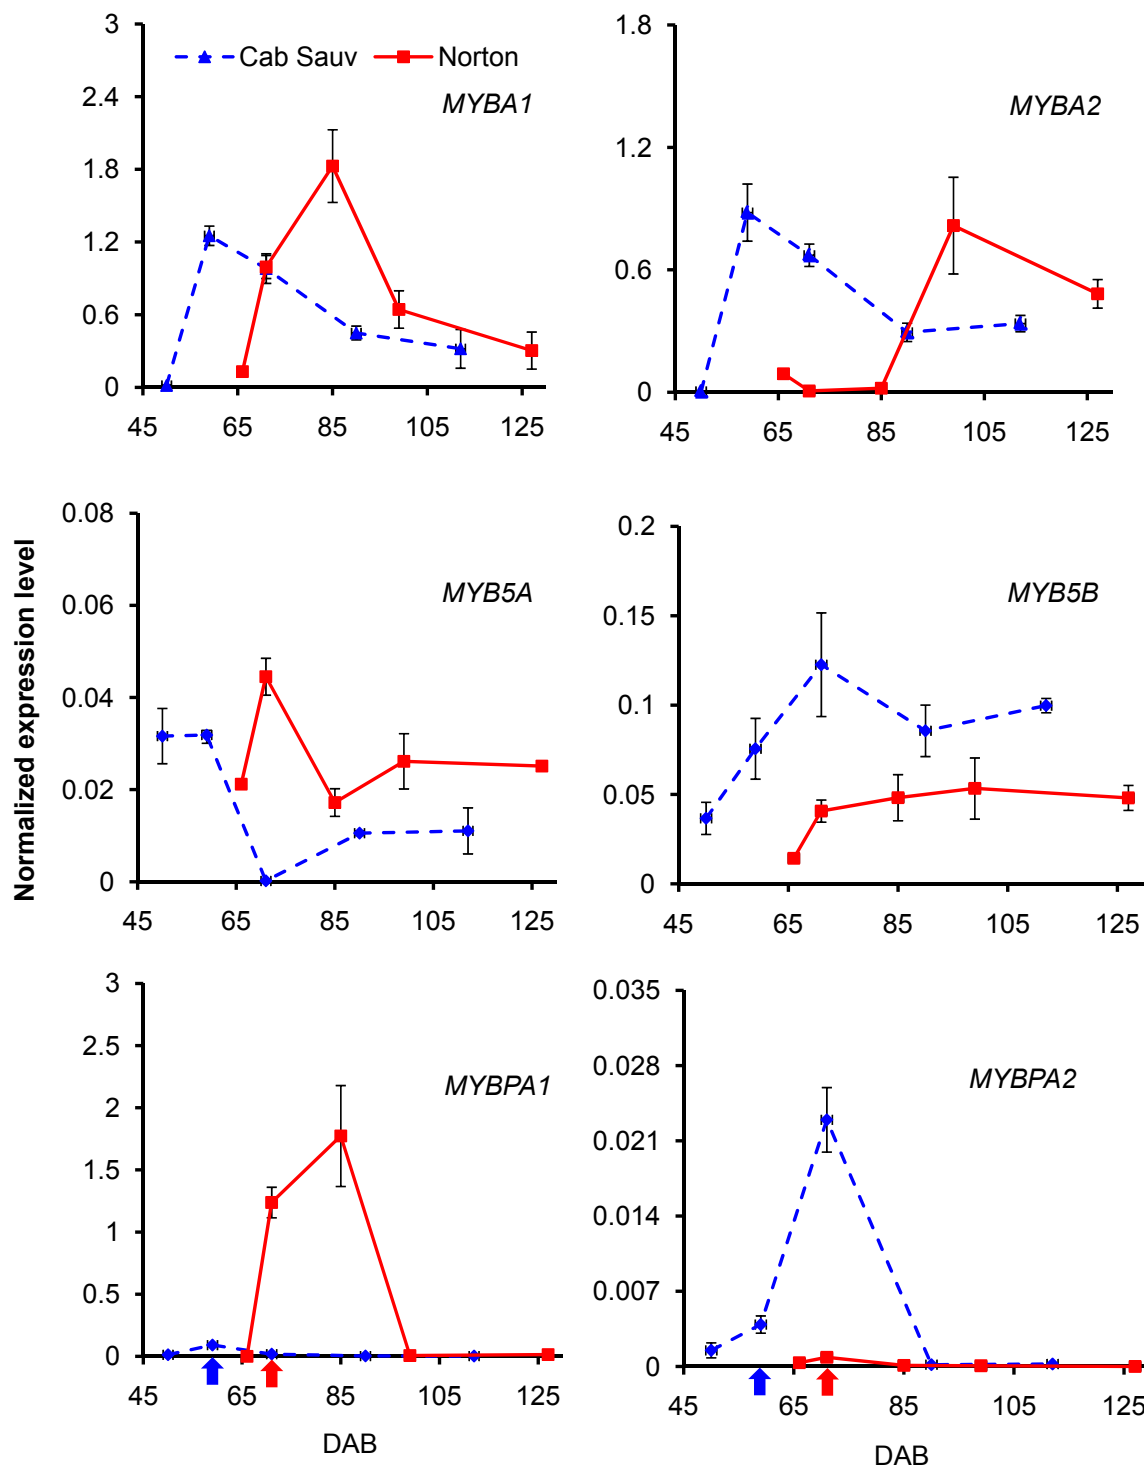 3
2.4
1.8
1.2
0.6
0
45 65 85 105 125
Cab Sauv Norton
MYBA1
1.8
1.2
0.6
0
45 65 85 105 125
MYBA2
Normalized expression level
0.08
0.06
0.04
0.02
0
45 65 85 105 125
MYB5A
0.2
0.15
0.1
0.05
0
45 65 85 105 125
MYB5B
3
2.5
2
1.5
1
0.5
0
45 65 85 105 125
MYBPA1
DAB
0.035
0.028
0.021
0.014
0.007
0
45 65 85 105 125
MYBPA2
DAB